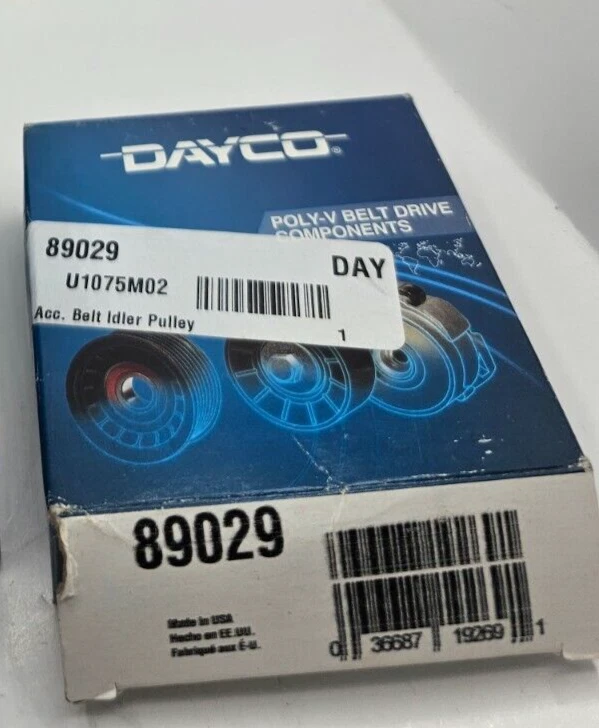 DAYCO®
POLY-V BELT DRIVE
COMPONENTS
89029
DAY
U1075M02
Acc. Belt Idler Pulley
1
89029
Made in USA
Hecho en EE.UU.
Fabriqué aux É-U.
0 36687 19269 1